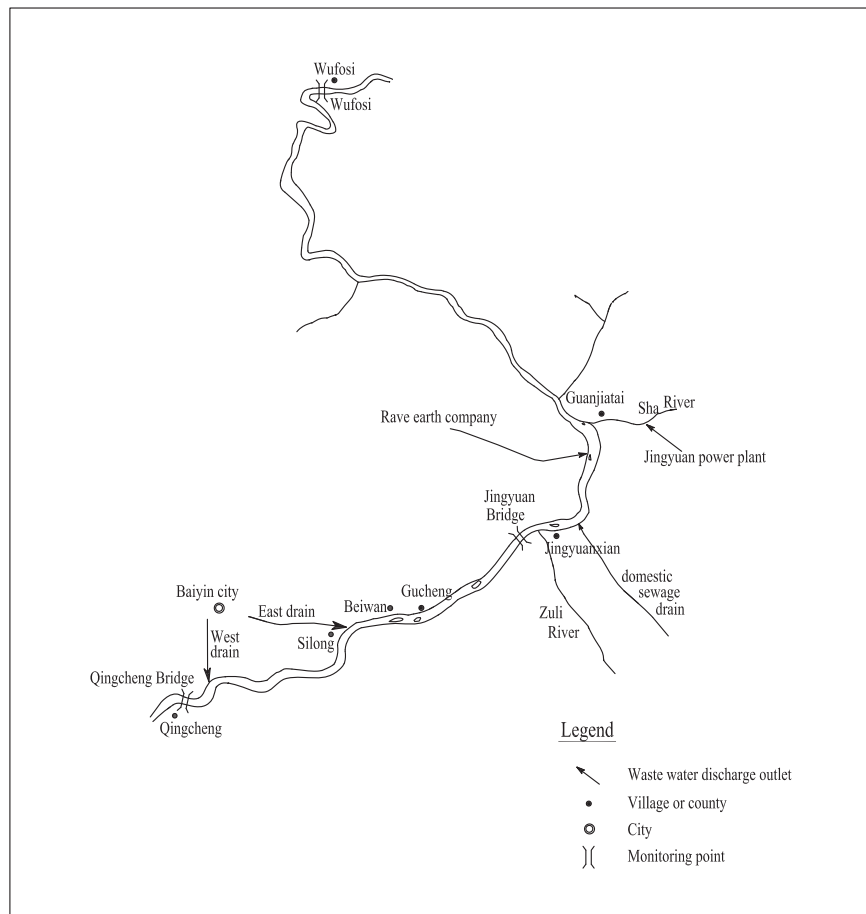 Wufosi
Wufosi
Guanjiatai
Sha River
Rave earth company
Jingyuan power plant
Jingyuan
Bridge
Jingyuanxian
domestic
sewage
drain
Baiyin city
East drain
Beiwan
Gucheng
Zuli
River
West
drain
Silong
Qingcheng Bridge
Qingcheng
Legend
Waste water discharge outlet
Village or county
City
Monitoring point